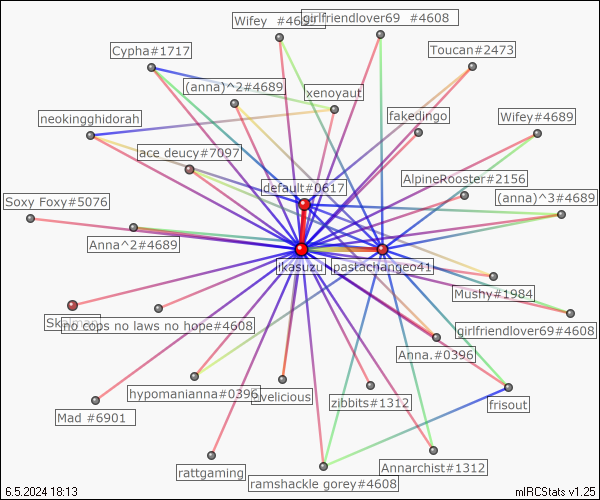 Wifey #4689
girlfriendlover69 #4608
Cypha#1717
Toucan#2473
(anna)^2#4689
xenoyaut
neokingghidorah
fakedingo
Wifey#4689
ace deucy#7097
default#0617
AlpineRooster#2156
(anna)^3#4689
Soxy Foxy#5076
Anna^2#4689
ikasuzu
pastachangeo41
Mushy#1984
no cops no laws no hope#4608
girlfriendlover69#4608
Anna.#0396
hypomanianna#0396
zibbits#1312
frisout
Mad #6901
rattgaming
ramshackle gorey#4608
Annarchist#1312
6.5.2024 18:13
mIRCStats v1.25